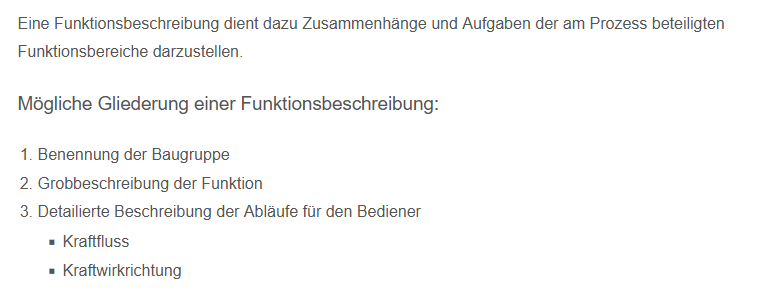 Eine Funktionsbeschreibung dient dazu Zusammenhänge und Aufgaben der am Prozess beteiligten
Funktionsbereiche darzustellen.
Mögliche Gliederung einer Funktionsbeschreibung:
1. Benennung der Baugruppe
2. Grobbeschreibung der Funktion
3. Detailierte Beschreibung der Abläufe für den Bediener
▪ Kraftfluss
▪ Kraftwirkrichtung